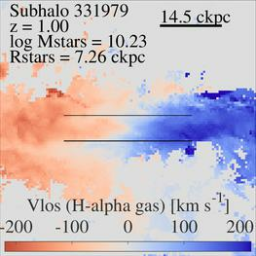 Subhalo 331979
14.5 ckpc
z = 1.00
log Mstars = 10.23
Rstars = 7.26 ckpc
Vlos (H-alpha gas) [km s⁻¹]
-200 -100 0 100 200